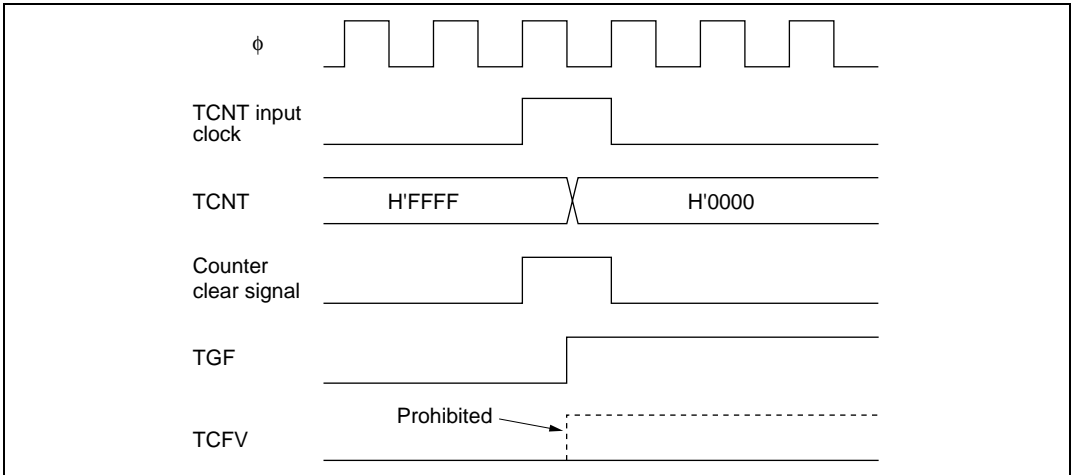 ϕ
TCNT input
clock
TCNT
H'FFFF
H'0000
Counter
clear signal
TGF
Prohibited
TCFV